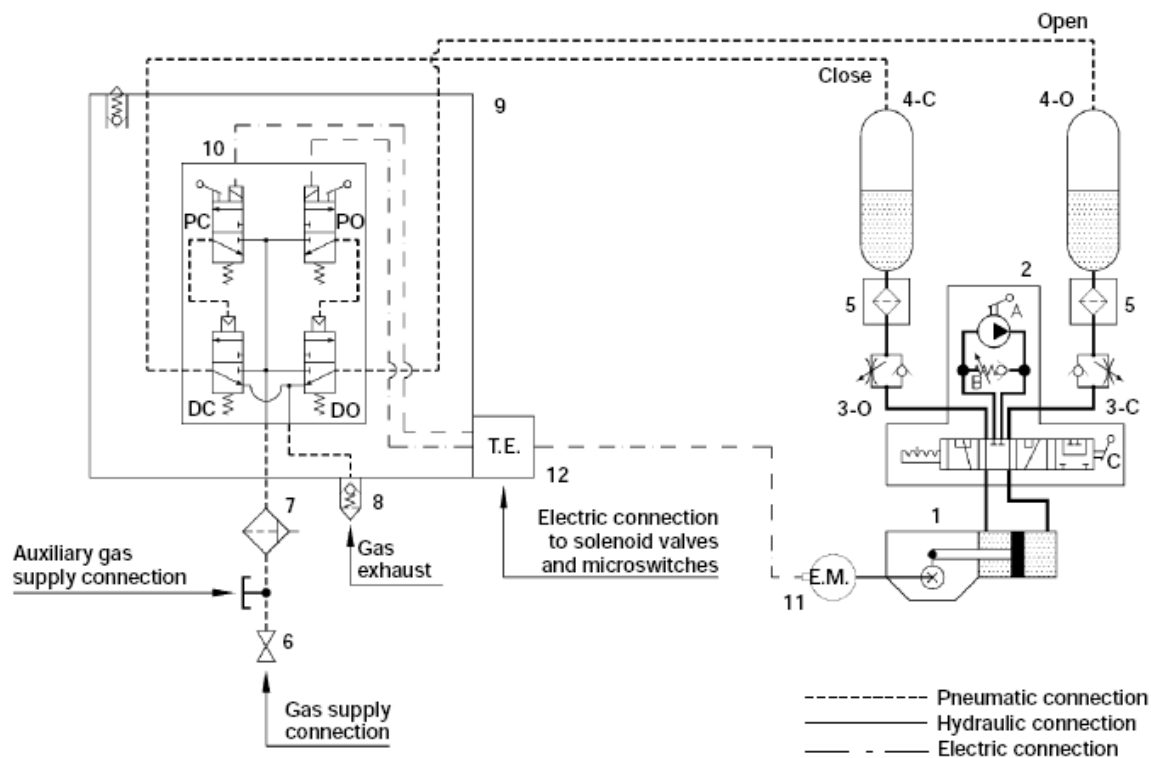 Open
Close
9
4-C
4-O
10
PC
PO
2
5
A
5
B
DC
DO
3-O
3-C
C
T.E.
12
7
8
1
Electric connection
to solenoid valves
and microswitches
Gas
exhaust
Auxiliary gas
supply connection
E.M.
11
6
Gas supply
connection
Pneumatic connection
Hydraulic connection
Electric connection